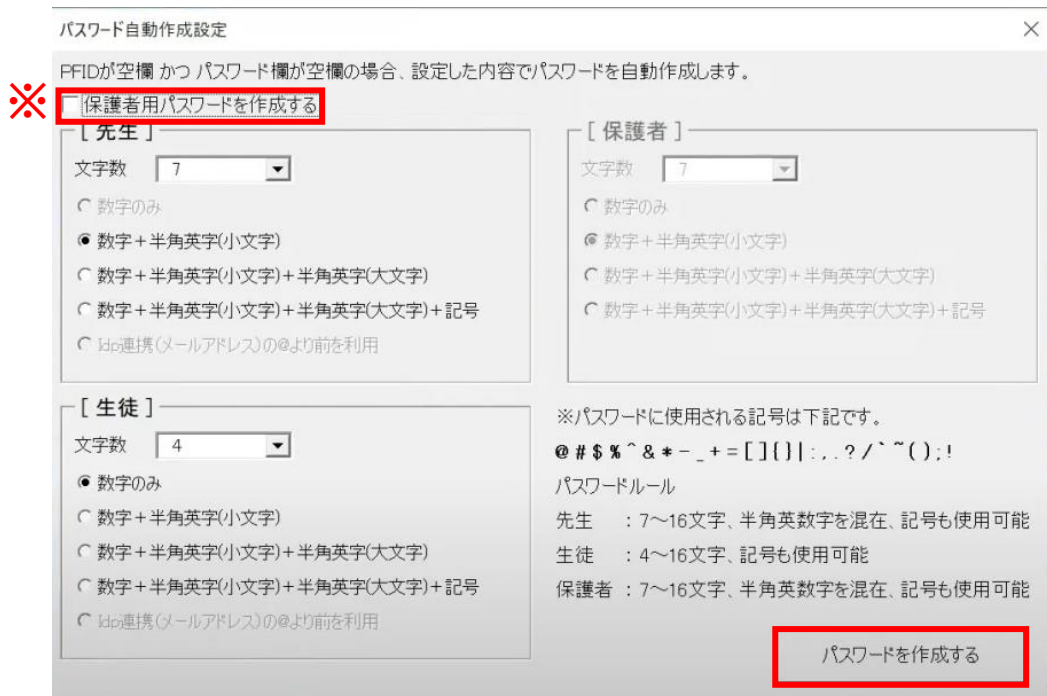 パスワード自動作成設定
PFIDが空欄 かつ パスワード欄が空欄の場合、設定した内容でパスワードを自動作成します。
※ 保護者用パスワードを作成する
[ 先生 ]
文字数 7
数字のみ
数字+半角英字(小文字)
数字+半角英字(小文字)+半角英字(大文字)
数字+半角英字(小文字)+半角英字(大文字)+記号
Idp連携(メールアドレス)の@より前を利用
[ 保護者 ]
文字数 7
数字のみ
数字+半角英字(小文字)
数字+半角英字(小文字)+半角英字(大文字)
数字+半角英字(小文字)+半角英字(大文字)+記号
[ 生徒 ]
文字数 4
数字のみ
数字+半角英字(小文字)
数字+半角英字(小文字)+半角英字(大文字)
数字+半角英字(小文字)+半角英字(大文字)+記号
Idp連携(メールアドレス)の@より前を利用
※パスワードに使用される記号は下記です。
@ # $ % ^ & * - _ + = [ ] { } | : , . ? / ` ~ ( ) ; !
パスワードルール
先生 :7~16文字、半角英数字を混在、記号も使用可能
生徒 :4~16文字、記号も使用可能
保護者 :7~16文字、半角英数字を混在、記号も使用可能
パスワードを作成する